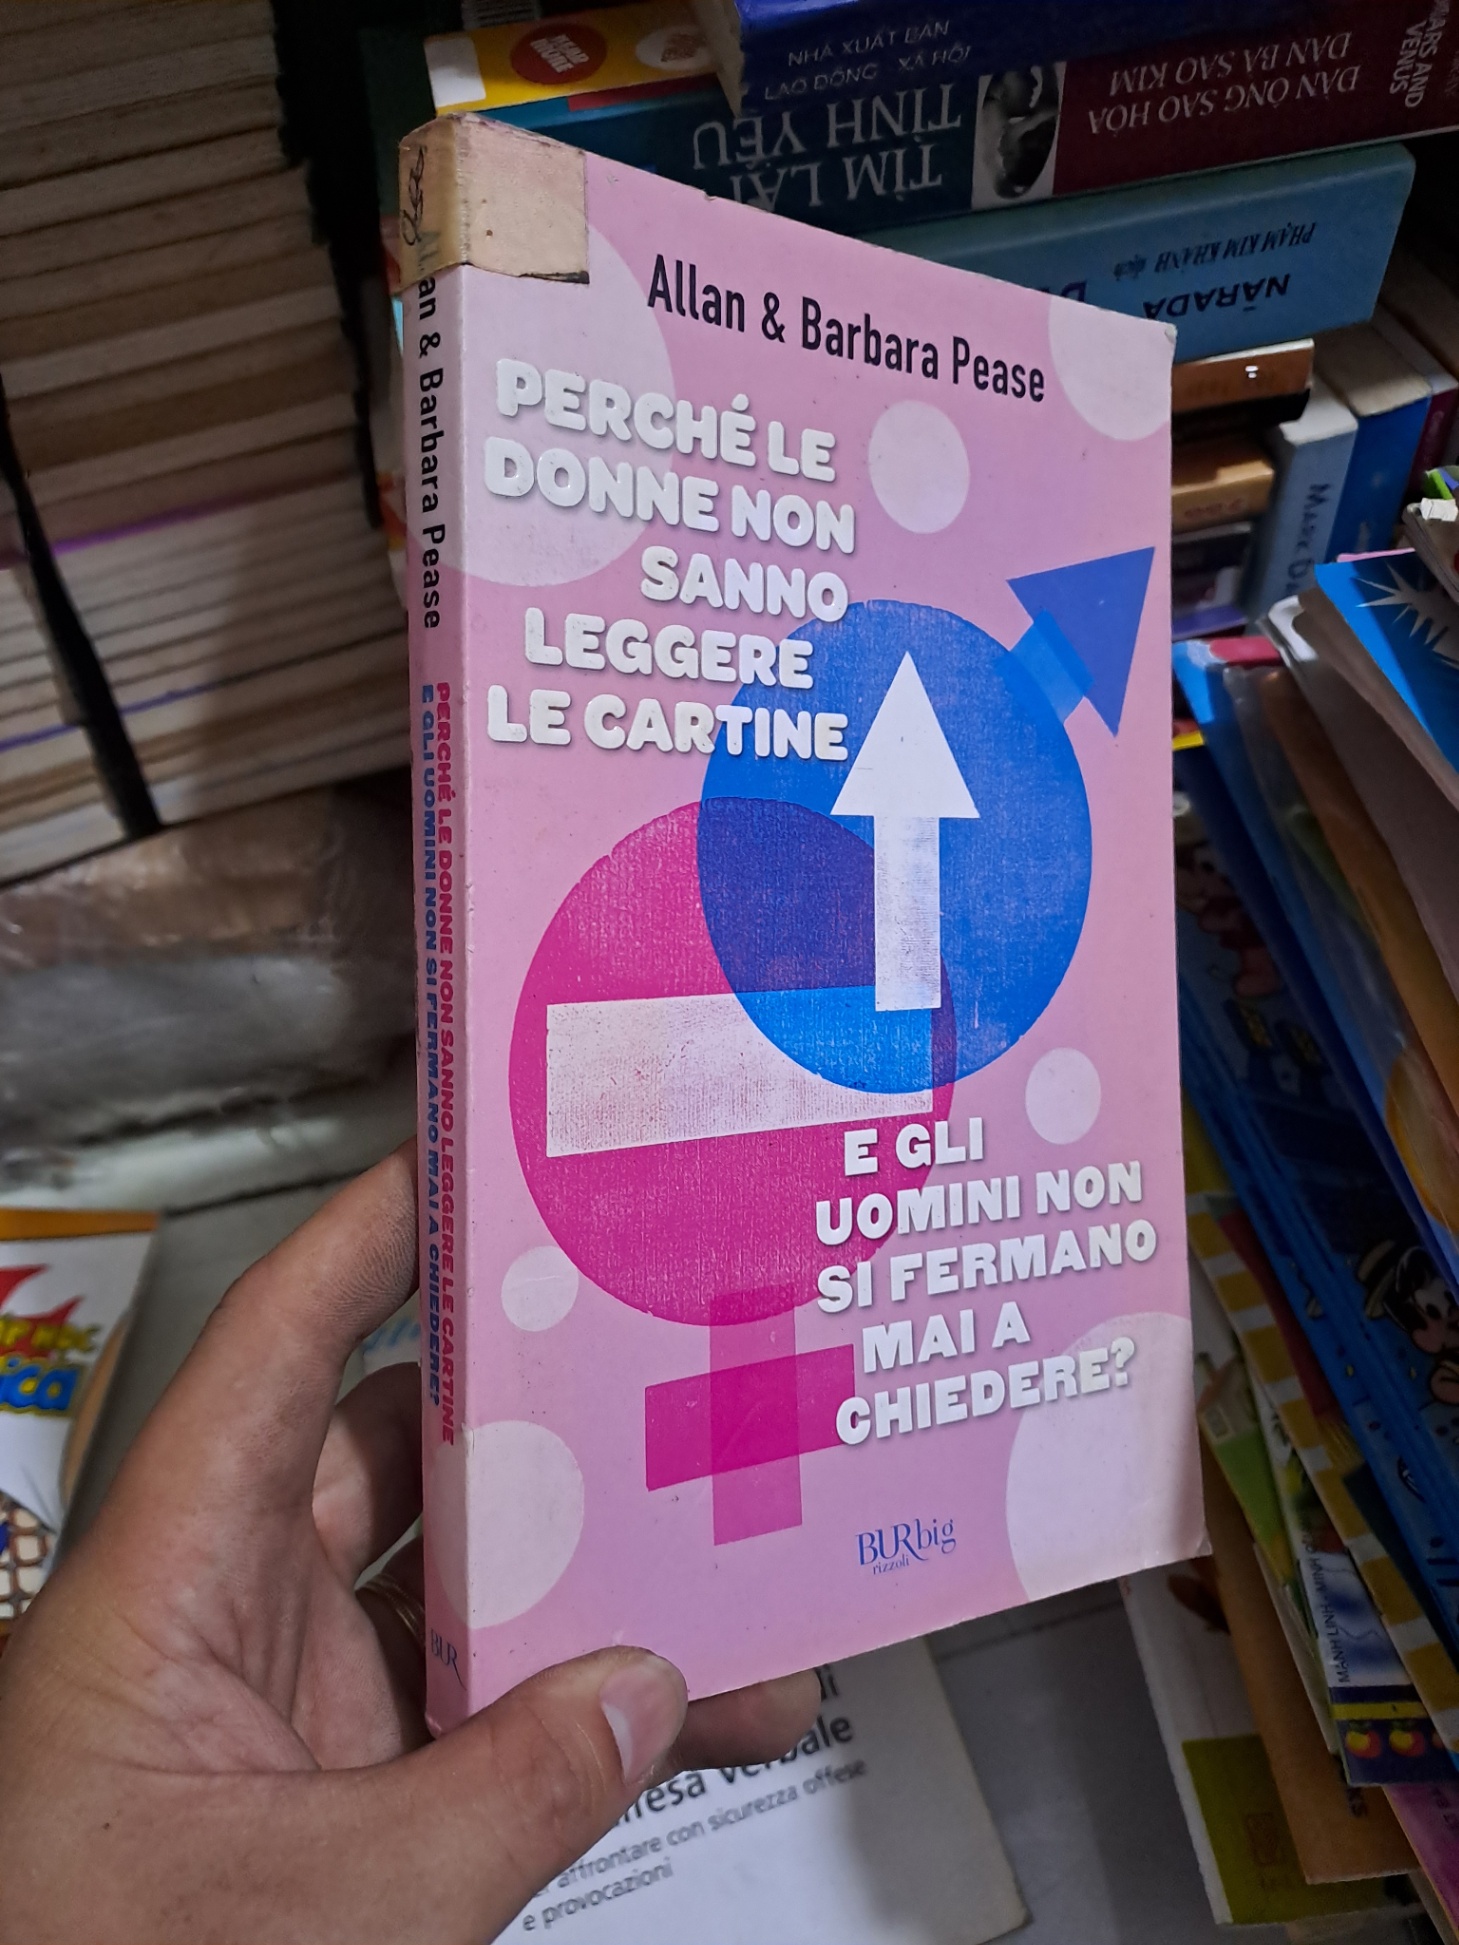 Allan & Barbara Pease
PERCHÉ LE
DONNE NON
SANNO
LEGGERE
LE CARTINE
E GLI
UOMINI NON
SI FERMANO
MAI A
CHIEDERE?
BURbig
rizzoli
an & Barbara Pease
PERCHÉ LE DONNE NON SANNO LEGGERE LE CARTINE
E GLI UOMINI NON SI FERMANO MAI A CHIEDERE?
BUR
NHÀ XUẤT BẢN
LAO ĐỘNG - XÃ HỘI
TÌM LẠI
TÌNH YÊU
ĐÀN ÔNG SAO HỎA
ĐÀN BÀ SAO KIM
MARS AND
VENUS
NĀRADA
PHẠM KIM KHÁNH dịch
MARK
verbale
affrontare con sicurezza offese
e provocazioni